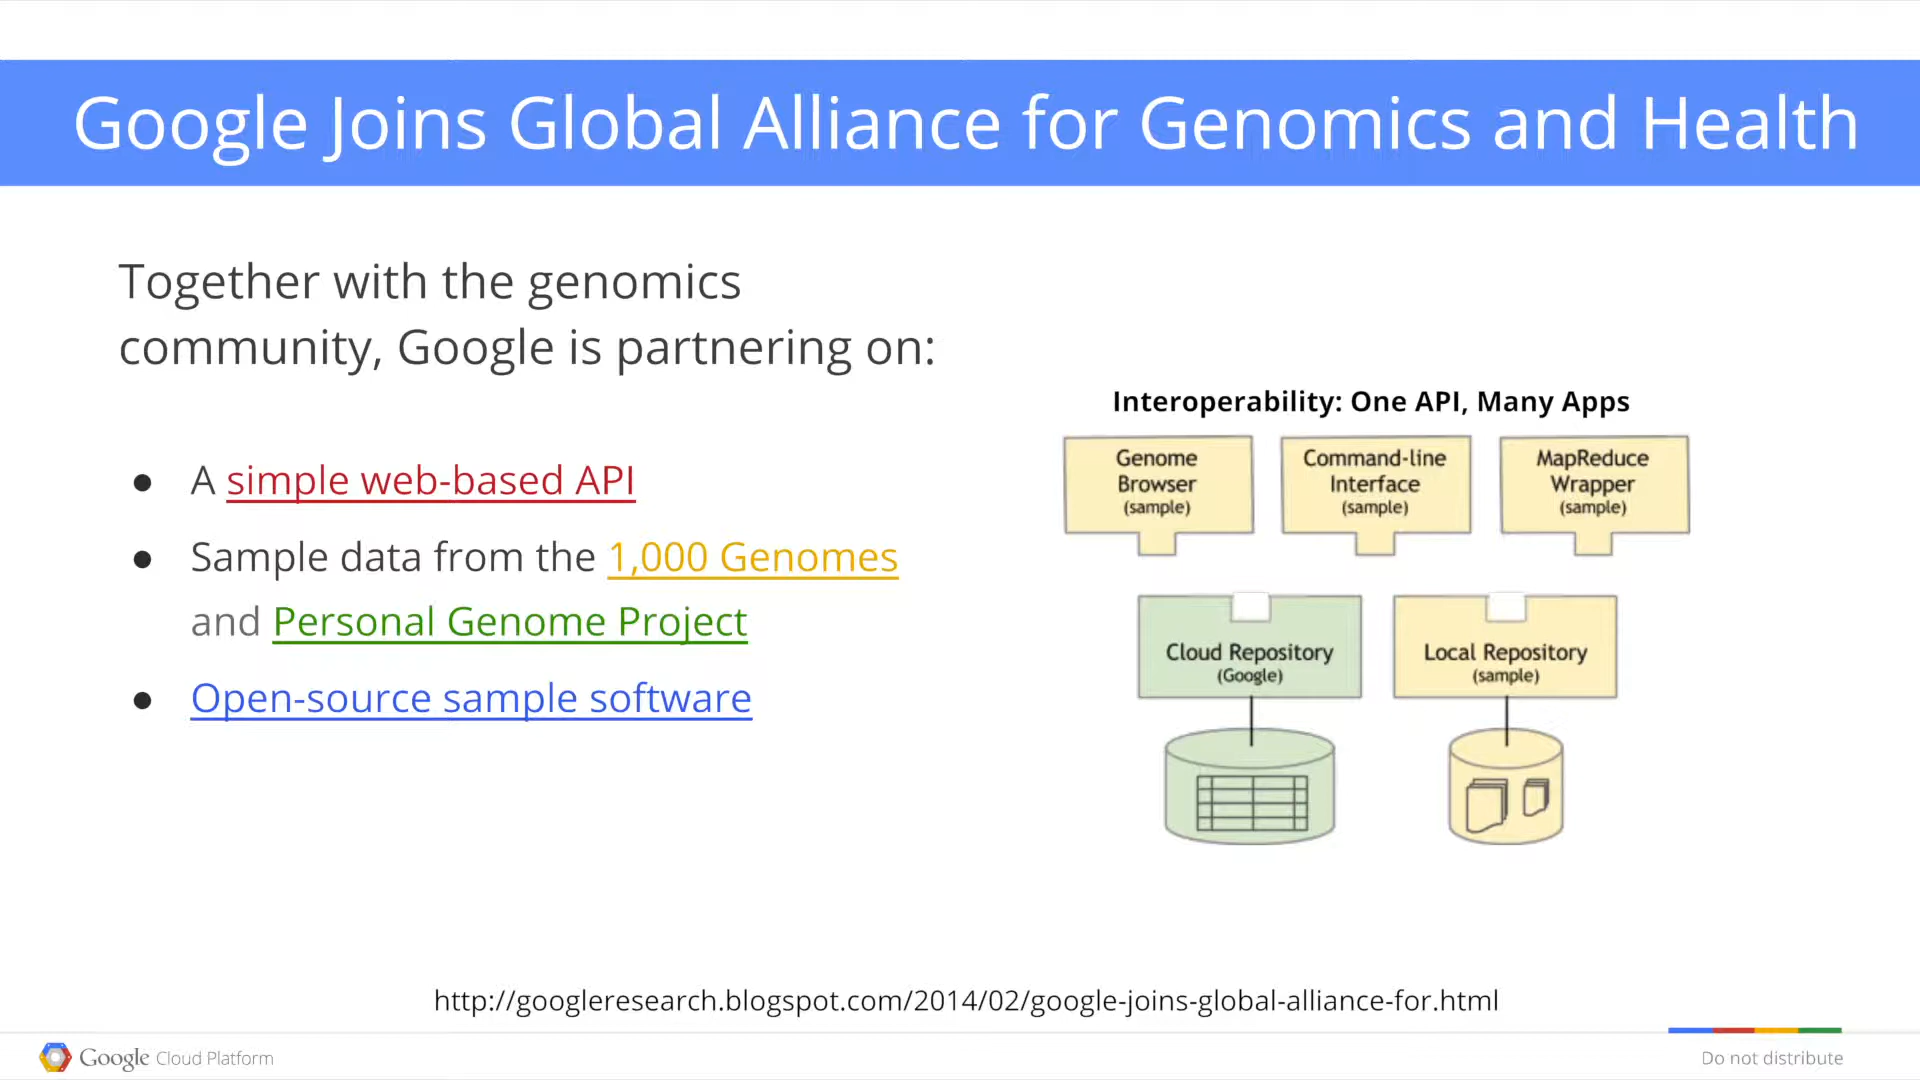 Google Joins Global Alliance for Genomics and Health
Together with the genomics
community, Google is partnering on:
● A simple web-based API
● Sample data from the 1,000 Genomes
and Personal Genome Project
● Open-source sample software
Interoperability: One API, Many Apps
Genome
Browser
(sample)
Command-line
Interface
(sample)
MapReduce
Wrapper
(sample)
Cloud Repository
(Google)
Local Repository
(sample)
http://googleresearch.blogspot.com/2014/02/google-joins-global-alliance-for.html
Google Cloud Platform
Do not distribute